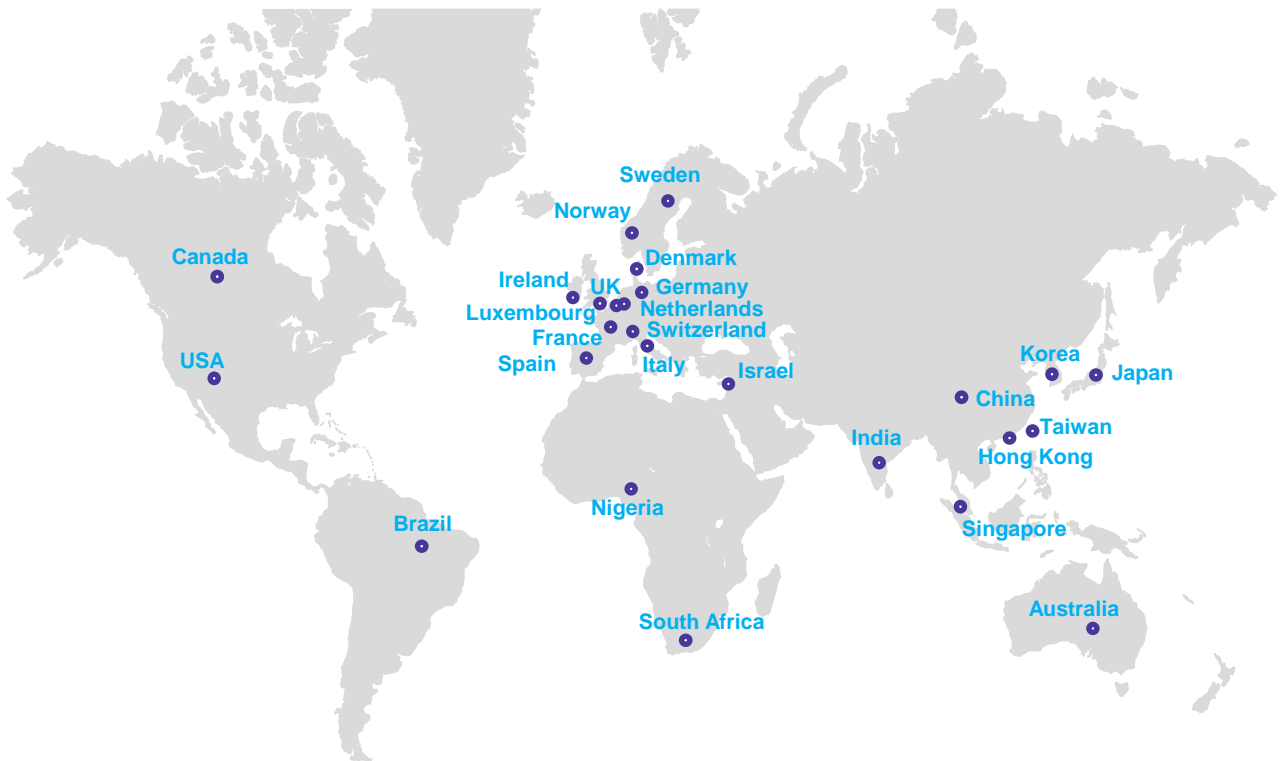 Sweden
Norway
Canada
Denmark
Ireland
UK
Germany
Luxembourg
Netherlands
France
Switzerland
USA
Spain
Italy
Israel
Korea
Japan
China
Taiwan
India
Hong Kong
Nigeria
Brazil
Singapore
Australia
South Africa